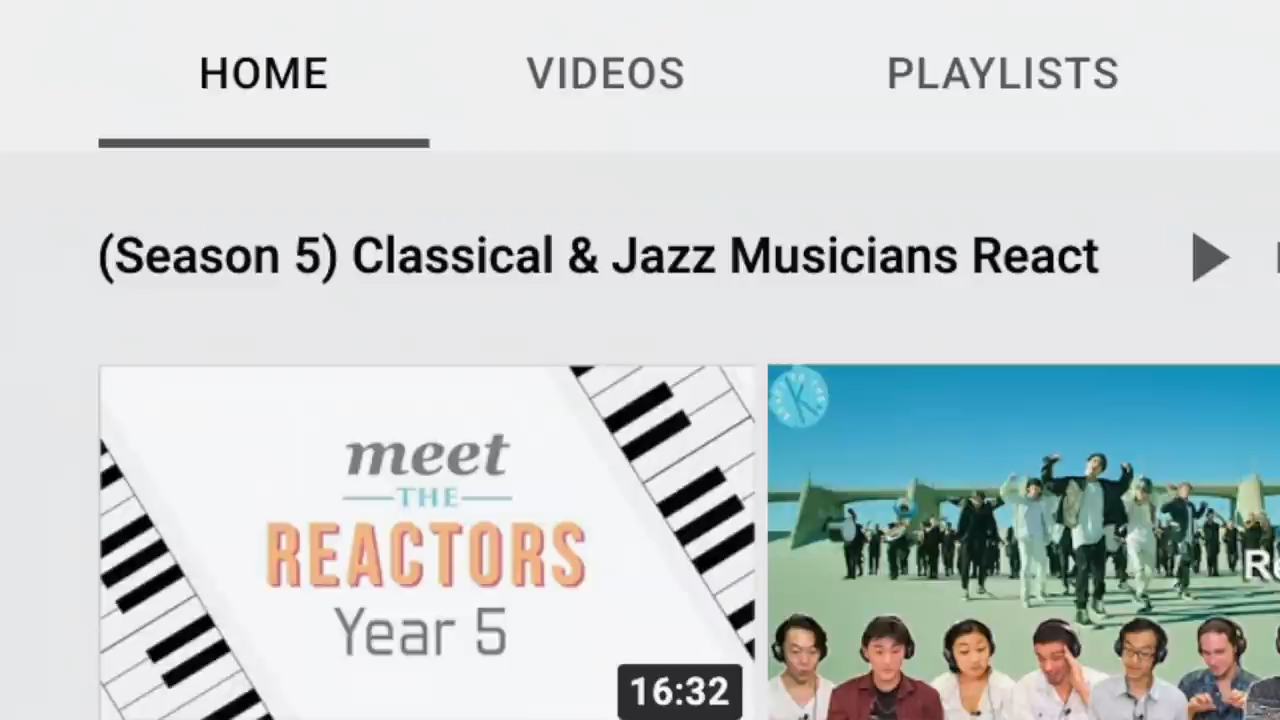 HOME VIDEOS PLAYLISTS
(Season 5) Classical & Jazz Musicians React
meet
THE
REACTORS
Year 5
16:32